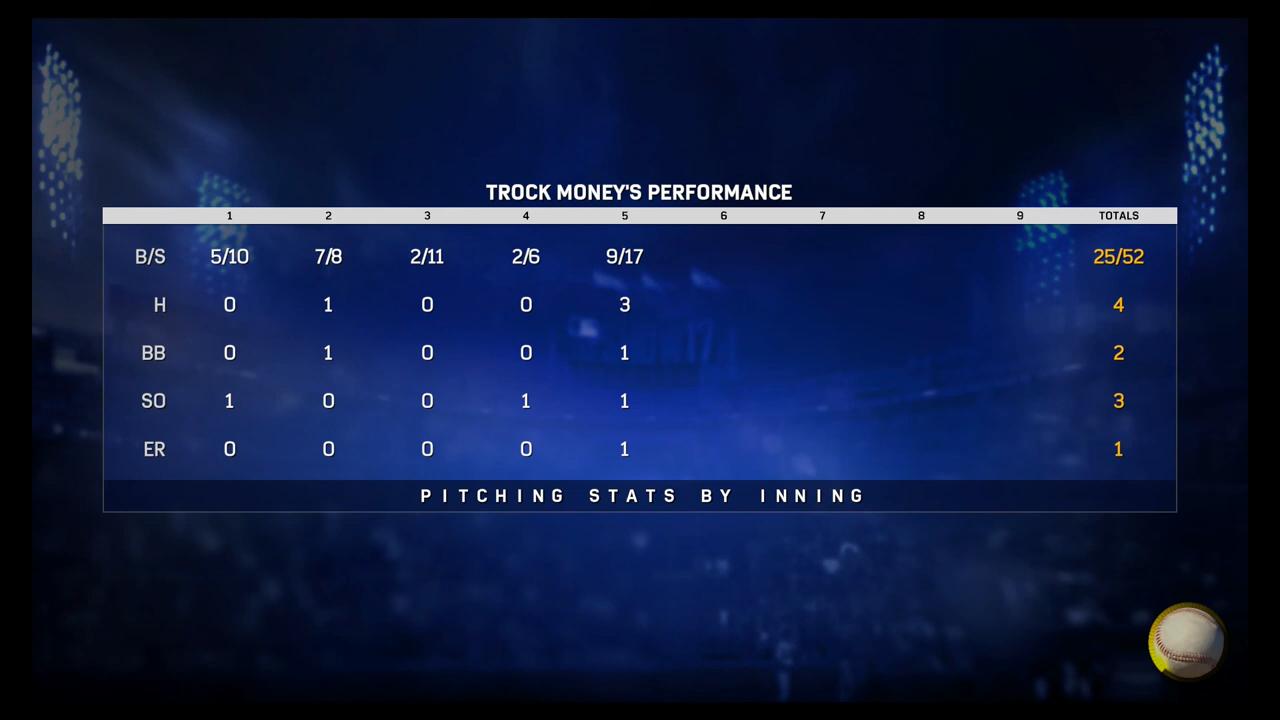 TROCK MONEY'S PERFORMANCE
1 2 3 4 5 6 7 8 9 TOTALS
B/S 5/10 7/8 2/11 2/6 9/17 25/52
H 0 1 0 0 3 4
BB 0 1 0 0 1 2
SO 1 0 0 1 1 3
ER 0 0 0 0 1 1
PITCHING STATS BY INNING